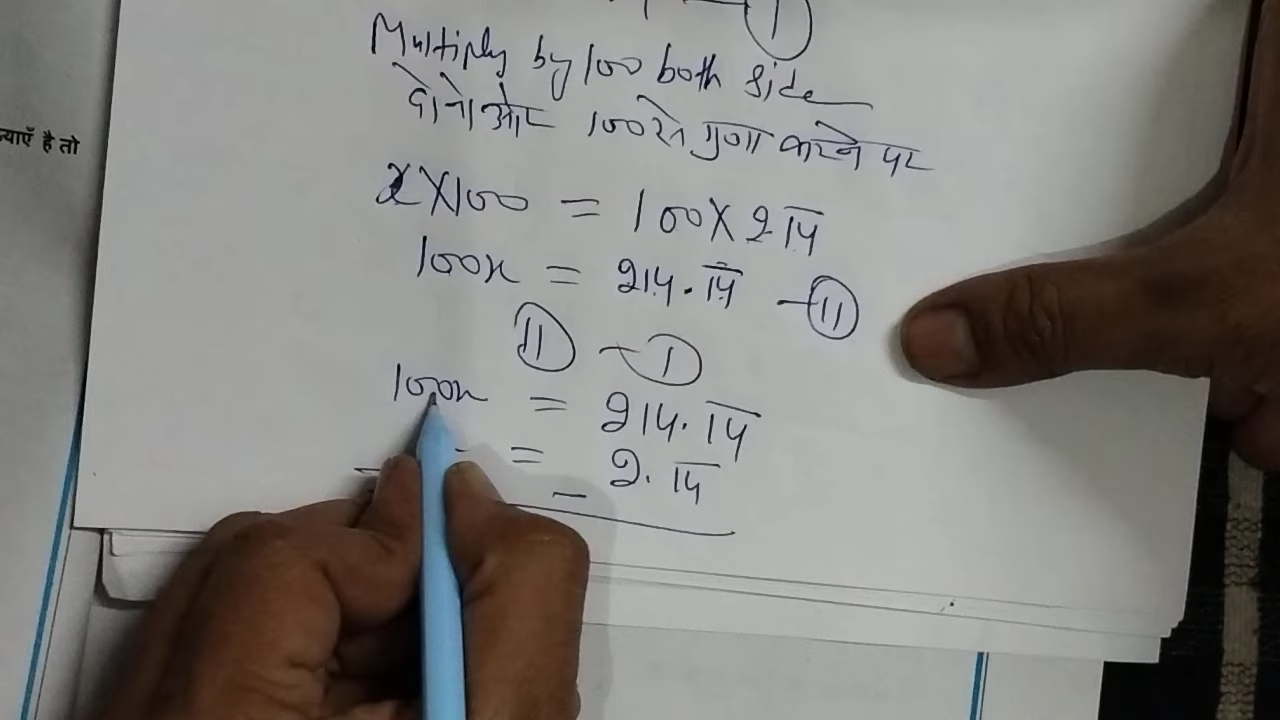 — I
Multiply by 100 both side
दोनो ओर 100 से गुणा करने पर
x X 100 = 100 X 2 1̅4̅
100x = 214.1̅4̅ — II
II — I
100x = 214.1̅4̅
= 2.1̅4̅
—
है तो